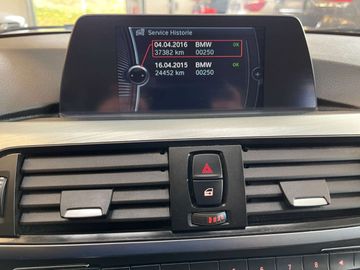 Service Historie
04.04.2016 BMW OK
37382 km 00250
16.04.2015 BMW OK
24452 km 00250